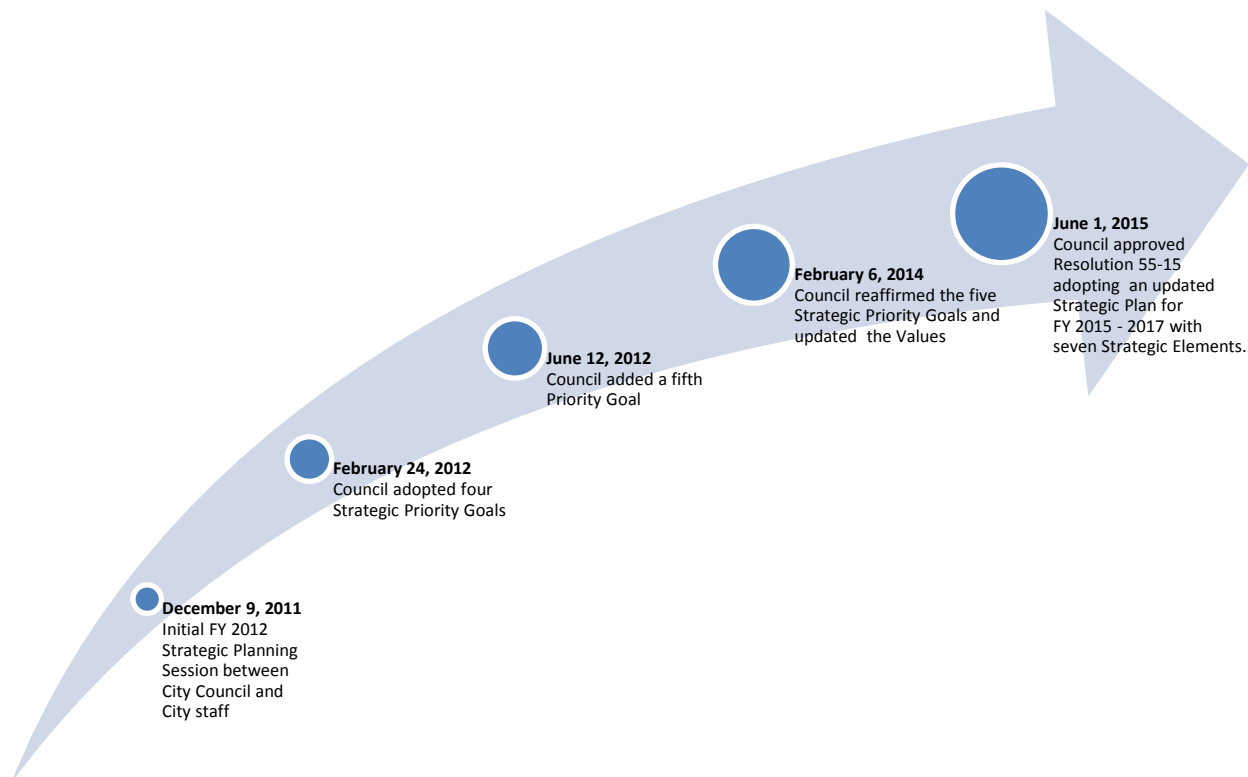 December 9, 2011
Initial FY 2012
Strategic Planning
Session between
City Council and
City staff
February 24, 2012
Council adopted four
Strategic Priority Goals
June 12, 2012
Council added a fifth
Priority Goal
February 6, 2014
Council reaffirmed the five
Strategic Priority Goals and
updated the Values
June 1, 2015
Council approved
Resolution 55-15
adopting an updated
Strategic Plan for
FY 2015 - 2017 with
seven Strategic Elements.